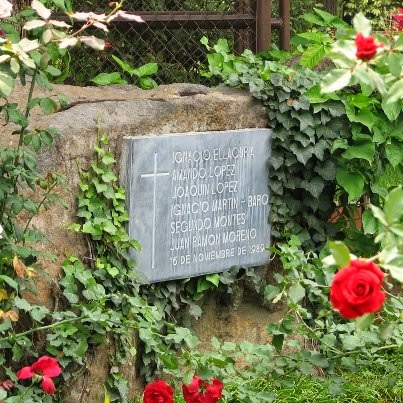 IGNACIO ELLACURIA
AMANDO LOPEZ
JOAQUIN LOPEZ
IGNACIO MARTIN - BARO
SEGUNDO MONTES
JUAN RAMON MORENO
16 DE NOVIEMBRE DE 1989